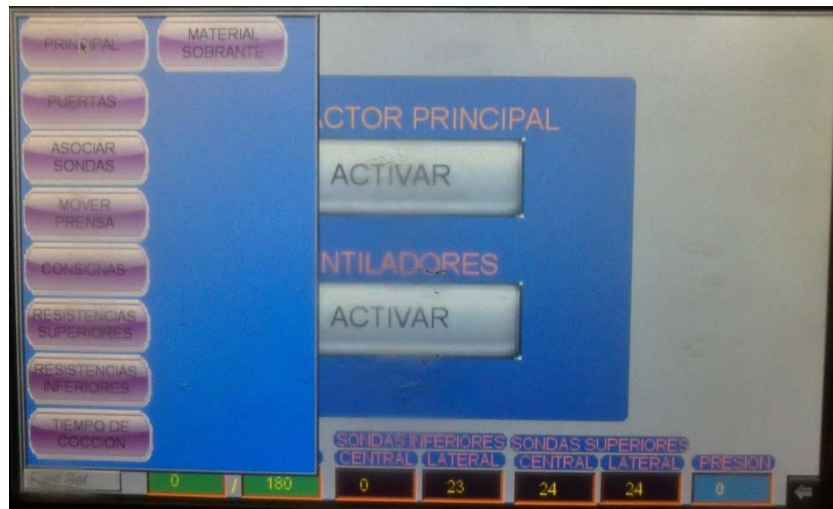 PRINCIPAL
MATERIAL
SOBRANTE
PUERTAS
ASOCIAR
SONDAS
MOVER
PRENSA
CONSIGNAS
RESISTENCIAS
SUPERIORES
RESISTENCIAS
INFERIORES
TIEMPO DE
COCCION
CTOR PRINCIPAL
ACTIVAR
NTILADORES
ACTIVAR
SONDAS INFERIORES SONDAS SUPERIORES
CENTRAL LATERAL CENTRAL LATERAL PRESION
0 / 180 0 23 24 24 0